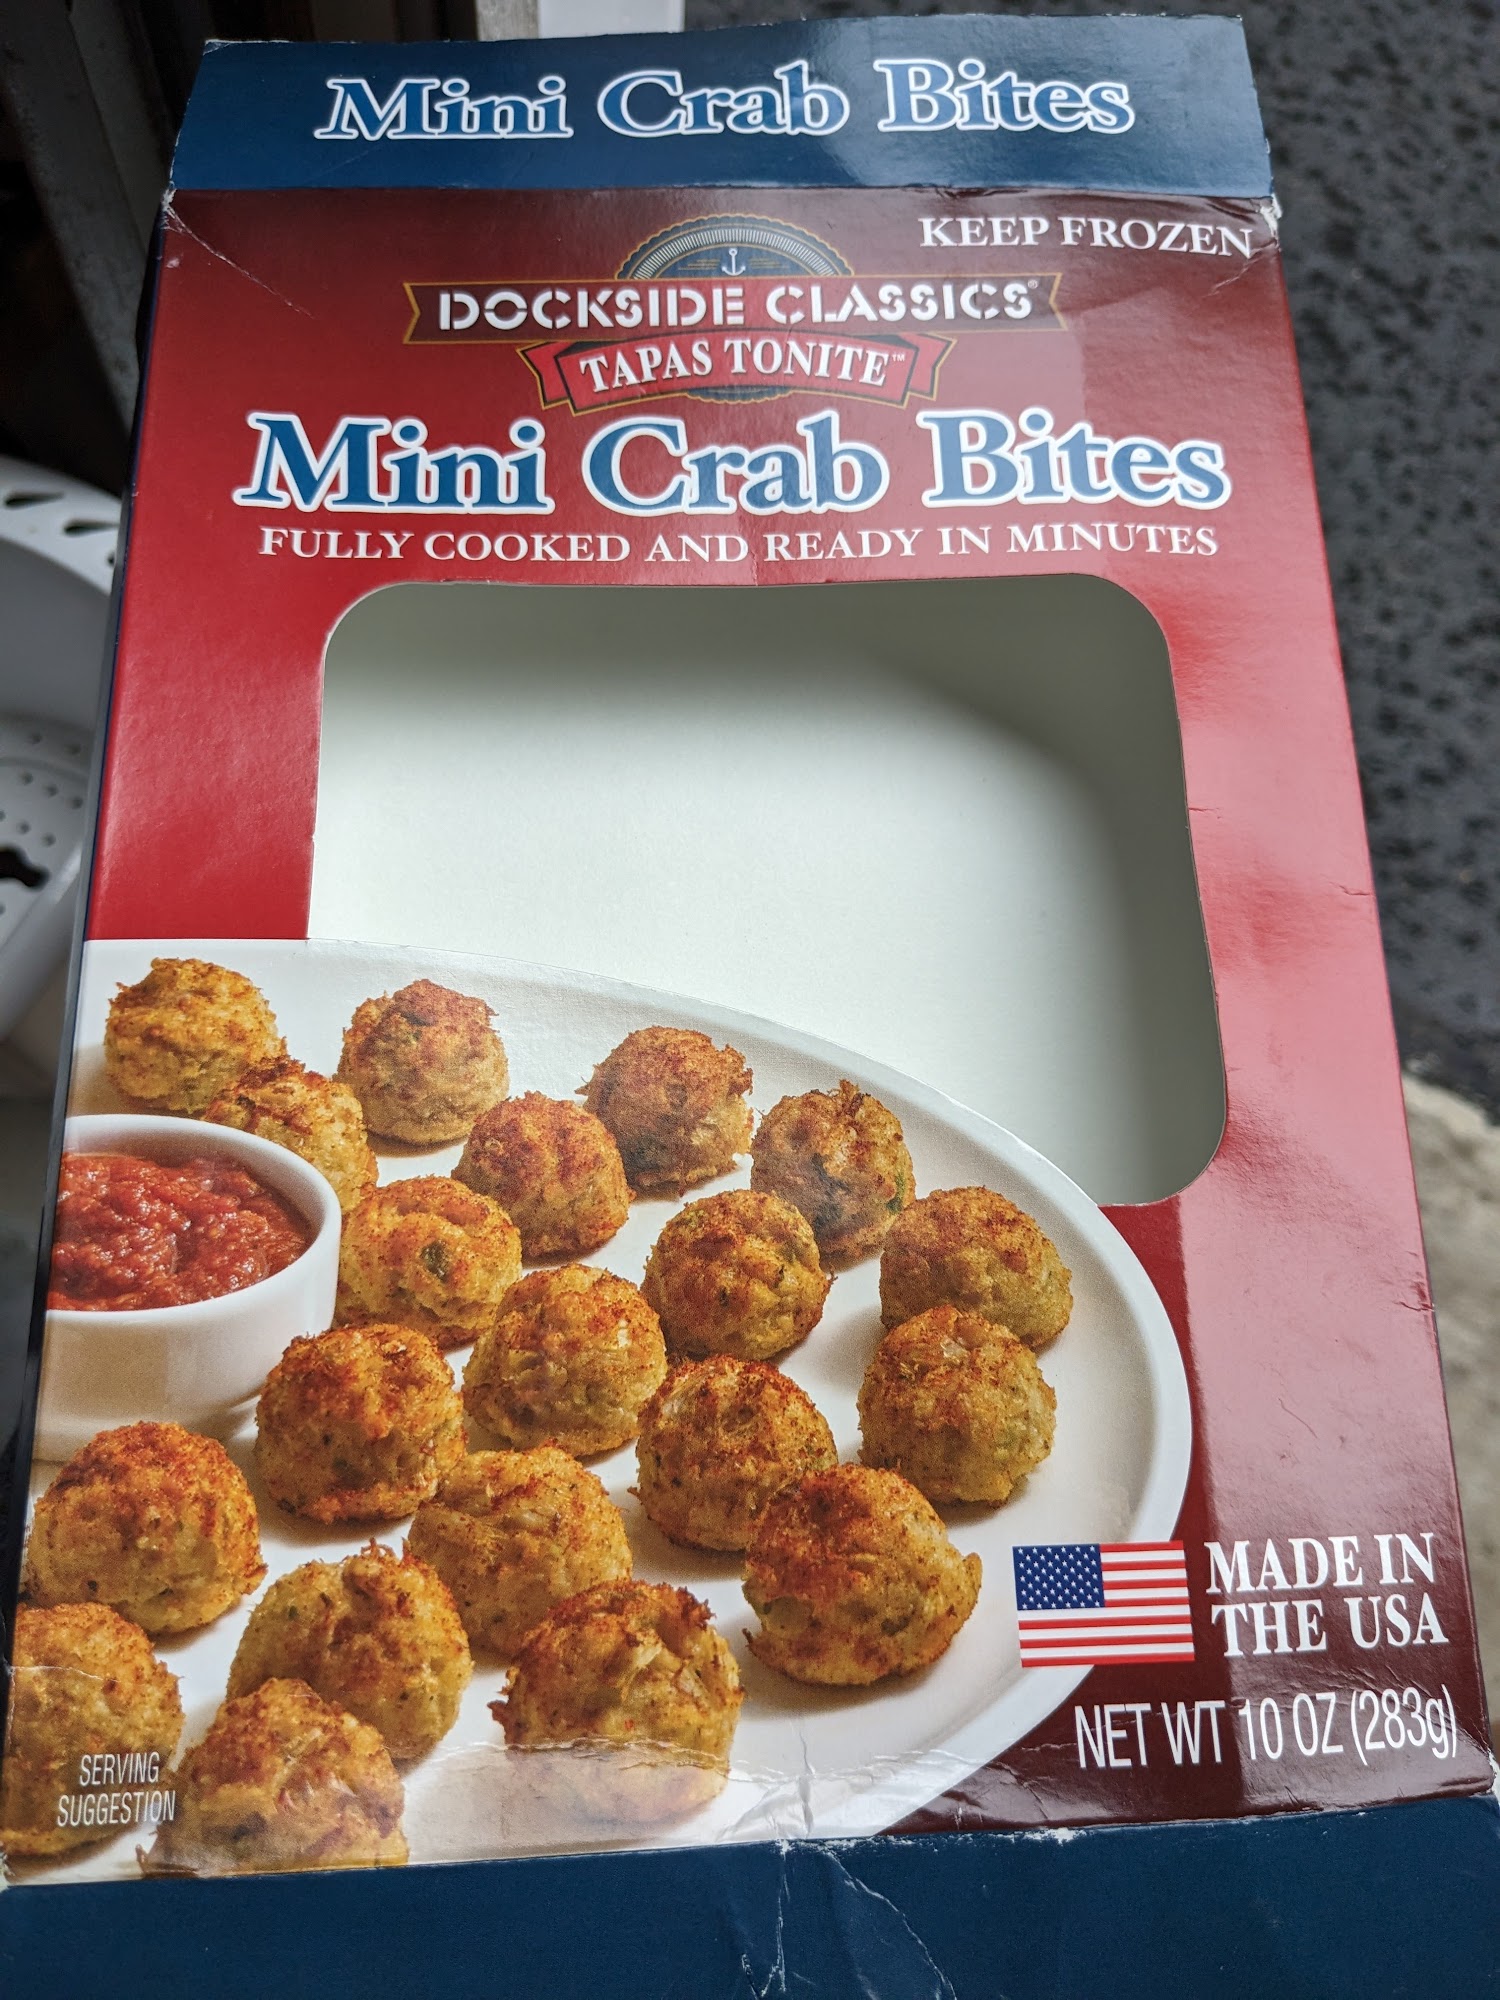 Mini Crab Bites
KEEP FROZEN
DOCKSIDE CLASSICS®
TAPAS TONITE™
Mini Crab Bites
FULLY COOKED AND READY IN MINUTES
MADE IN
THE USA
NET WT 10 OZ (283g)
SERVING
SUGGESTION